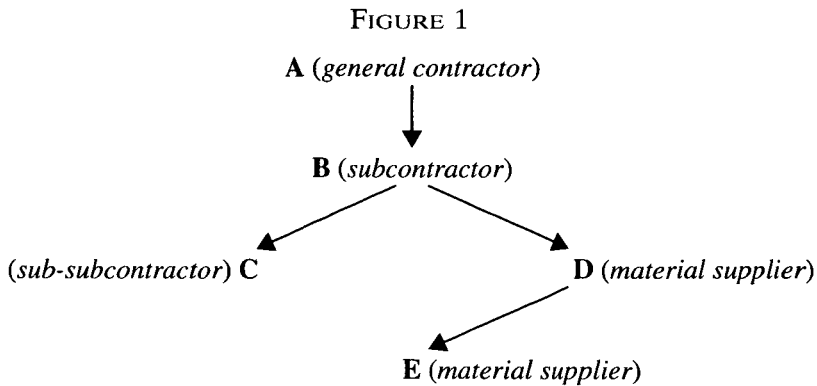 FIGURE 1
A (general contractor)
B (subcontractor)
(sub-subcontractor) C
D (material supplier)
E (material supplier)